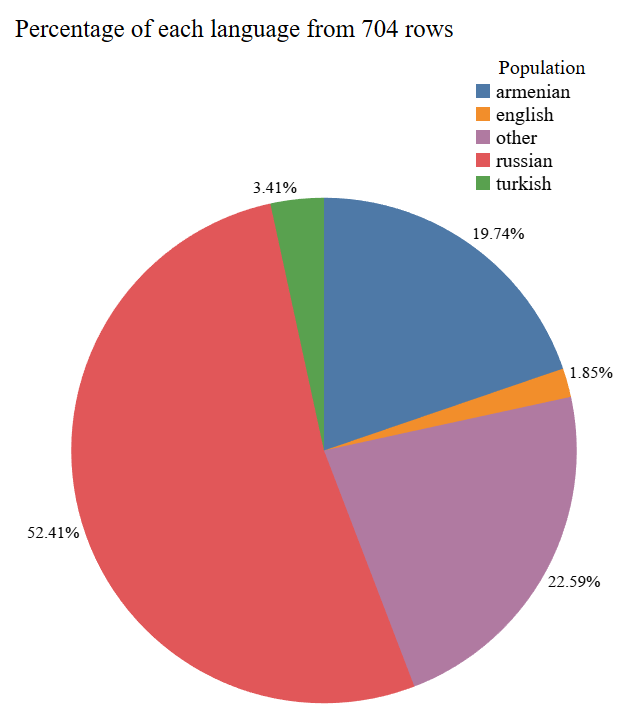 Percentage of each language from 704 rows
Population
armenian
english
other
russian
turkish
3.41%
19.74%
1.85%
52.41%
22.59%